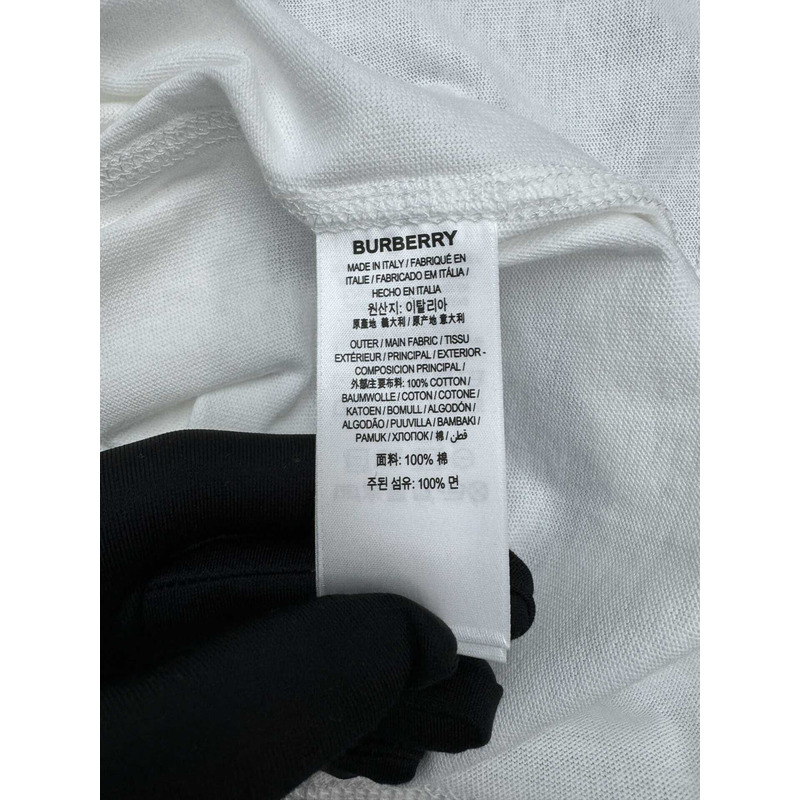 BURBERRY
MADE IN ITALY / FABRIQUÉ EN
ITALIE / FABRICADO EM ITÁLIA /
HECHO EN ITALIA
원산지: 이탈리아
原產地 義大利 / 原产地 意大利
OUTER / MAIN FABRIC / TISSU
EXTÉRIEUR / PRINCIPAL / EXTERIOR -
COMPOSICION PRINCIPAL /
外部/主要布料: 100% COTTON /
BAUMWOLLE / COTON / COTONE /
KATOEN / BOMULL / ALGODÓN /
ALGODÃO / PUUVILLA / BAMBAKI /
PAMUK / ХЛОПОК / 棉 / قطن
面料: 100% 棉
주된 섬유: 100% 면